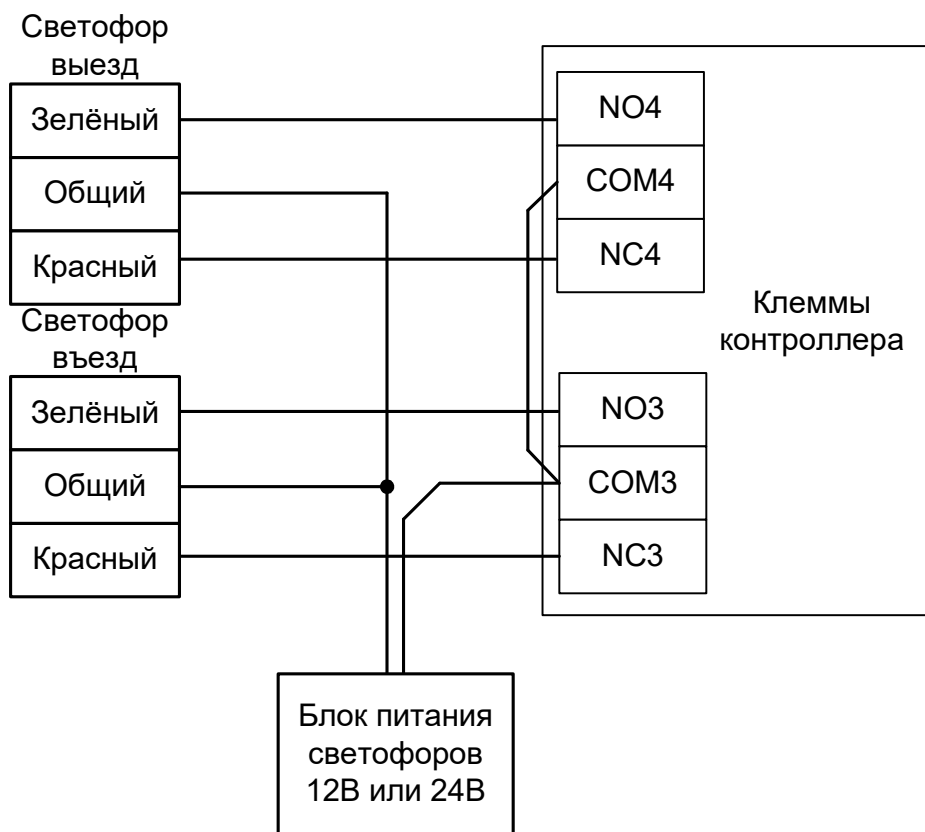 Светофор
выезд
Зелёный
Общий
Красный
Светофор
въезд
Зелёный
Общий
Красный
NO4
COM4
NC4
NO3
COM3
NC3
Клеммы
контроллера
Блок питания
светофоров
12В или 24В